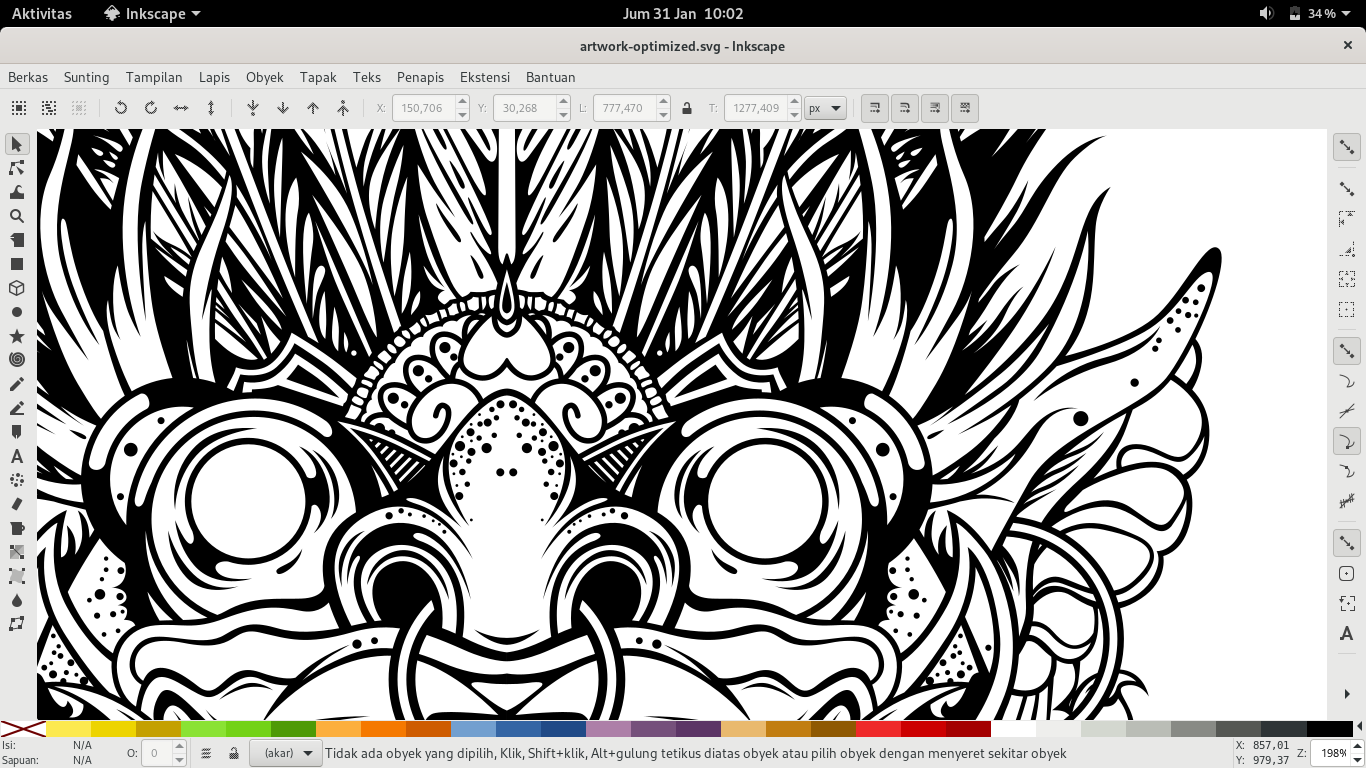 Aktivitas Inkscape Jum 31 Jan 10:02 34 %
artwork-optimized.svg - Inkscape
Berkas Sunting Tampilan Lapis Obyek Tapak Teks Penapis Ekstensi Bantuan
X: 150,706 Y: 30,268 L: 777,470 T: 1277,409 px
Isi: N/A O: 0 (akar) Tidak ada obyek yang dipilih, Klik, Shift+klik, Alt+gulung tetikus diatas obyek atau pilih obyek dengan menyeret sekitar obyek X: 857,01 Z: 198%
Sapuan: N/A Y: 979,37